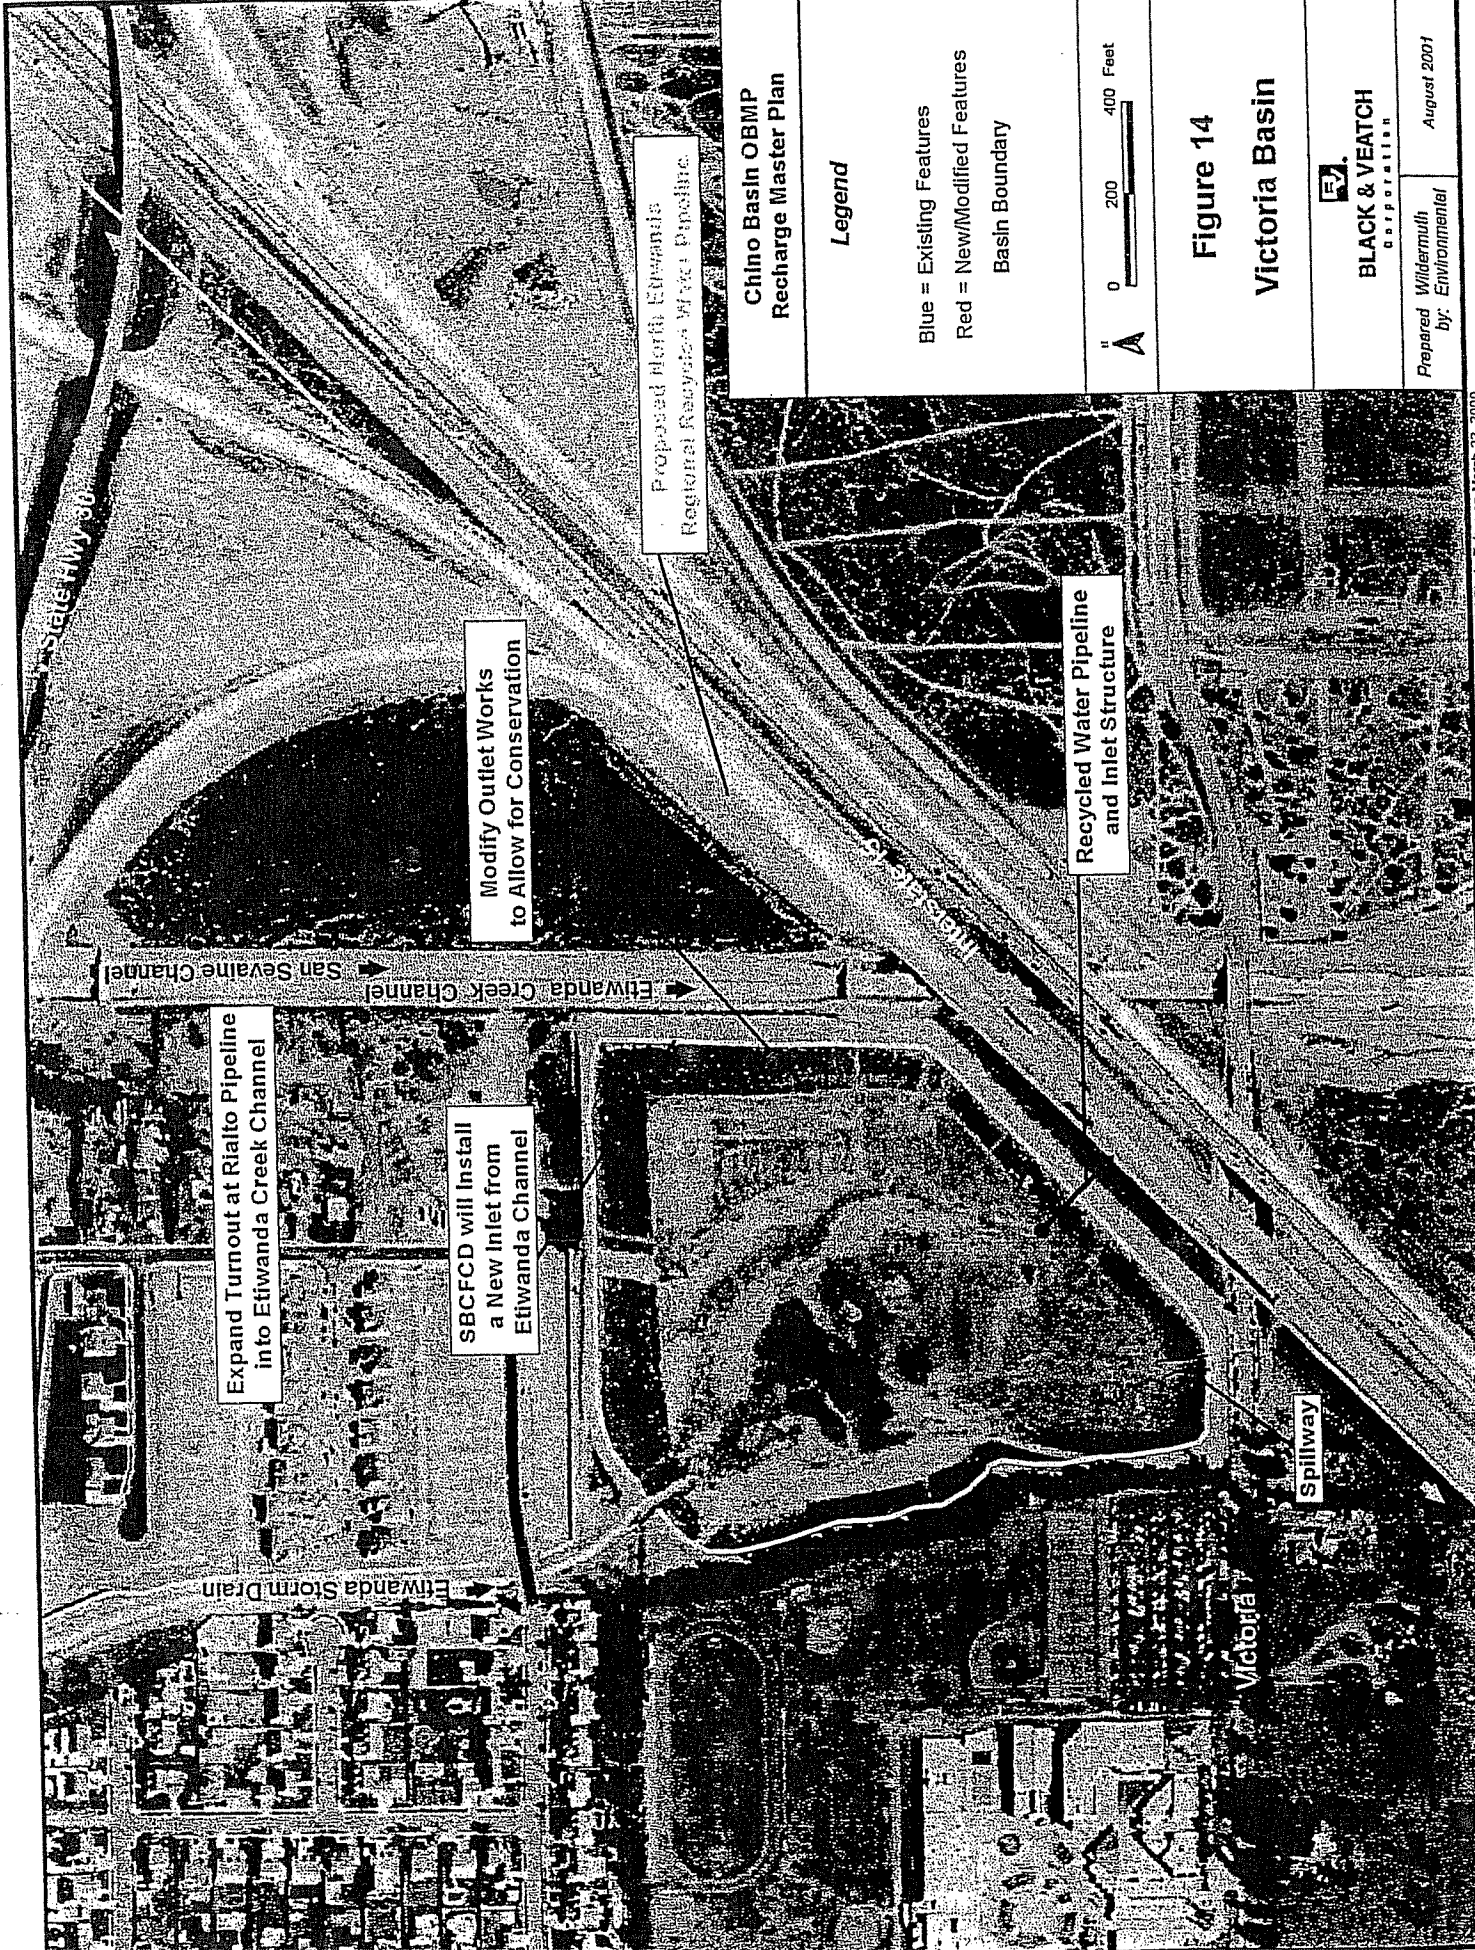 State Hwy 30
Expand Turnout at Rialto Pipeline
into Etiwanda Creek Channel
San Sevaine Channel
Etiwanda Creek Channel
Etiwanda Storm Drain
SBCFCD will Install
a New Inlet from
Etiwanda Channel
Modify Outlet Works
to Allow for Conservation
Proposed North Etiwanda
Regional Recycled Water Pipeline
Interstate 15
Recycled Water Pipeline
and Inlet Structure
Spillway
Victoria
Chino Basin OBMP
Recharge Master Plan
Legend
Blue = Existing Features
Red = New/Modified Features
Basin Boundary
0 200 400 Feet
Figure 14
Victoria Basin
BLACK & VEATCH
Corporation
Prepared by: Wildermuth Environmental
August 2001